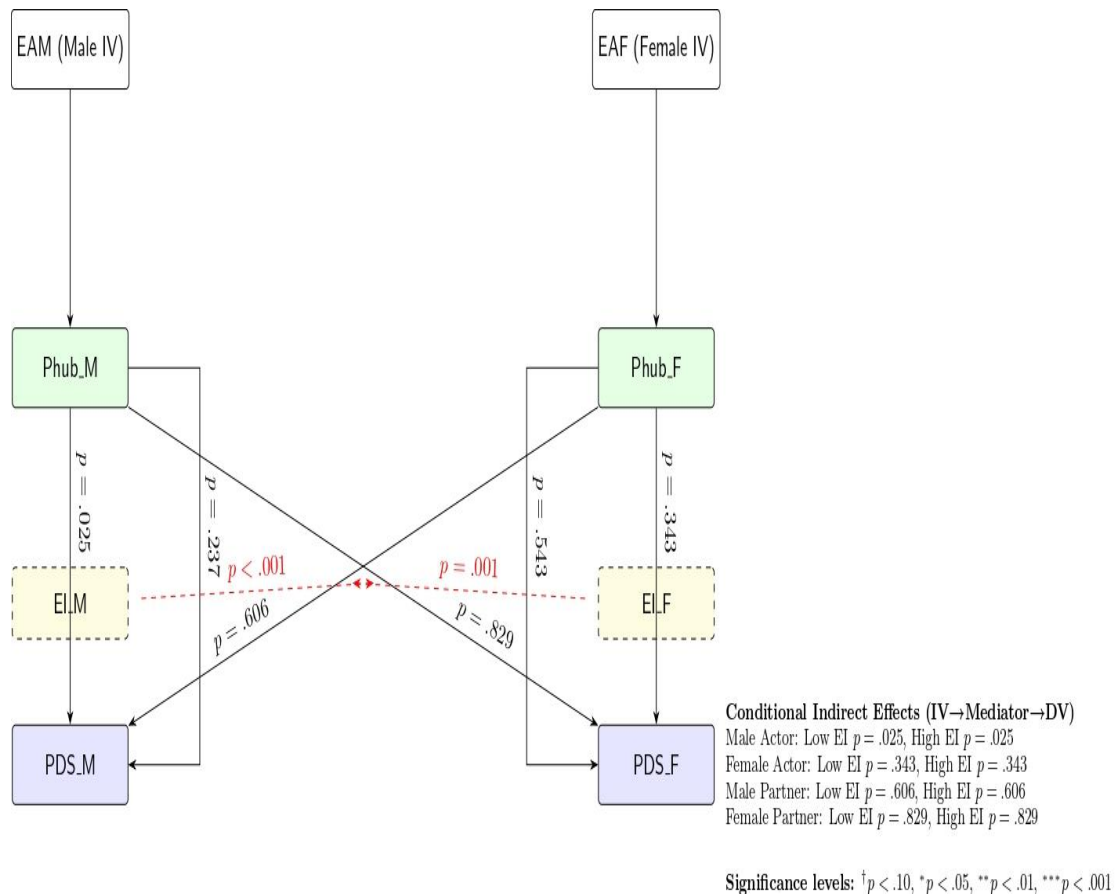 EAM (Male IV)
EAF (Female IV)
Phub_M
Phub_F
p = .025
p = .237
p = .543
p = .343
p < .001
p = .001
EI_M
EI_F
p = .606
p = .829
PDS_M
PDS_F
Conditional Indirect Effects (IV→Mediator→DV)
Male Actor: Low EI p = .025, High EI p = .025
Female Actor: Low EI p = .343, High EI p = .343
Male Partner: Low EI p = .606, High EI p = .606
Female Partner: Low EI p = .829, High EI p = .829
Significance levels: †p < .10, *p < .05, **p < .01, ***p < .001